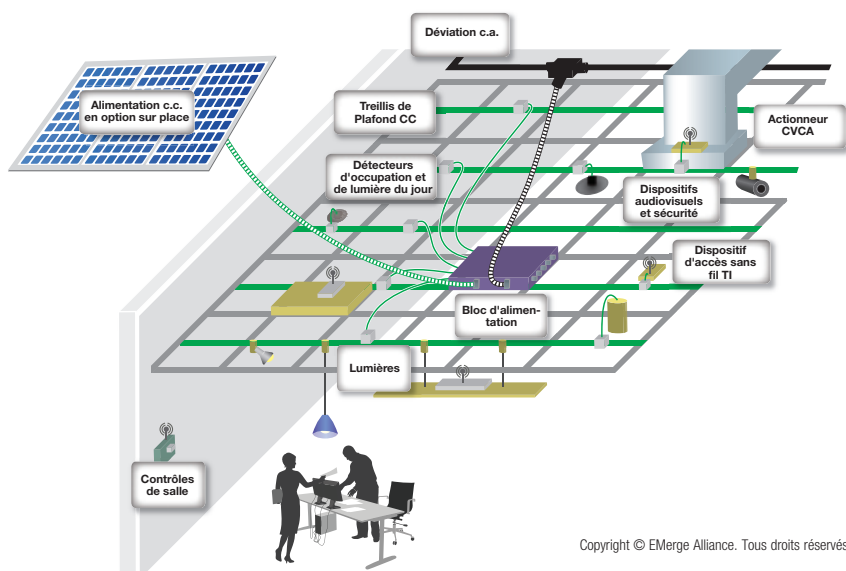 Déviation c.a.
Alimentation c.c.
en option sur place
Treillis de
Plafond CC
Actionneur
CVCA
Détecteurs
d'occupation et
de lumière du jour
Dispositifs
audiovisuels
et sécurité
Dispositif
d'accès sans
fil TI
Bloc d'alimen-
tation
Lumières
Contrôles
de salle
Copyright © EMerge Alliance. Tous droits réservés